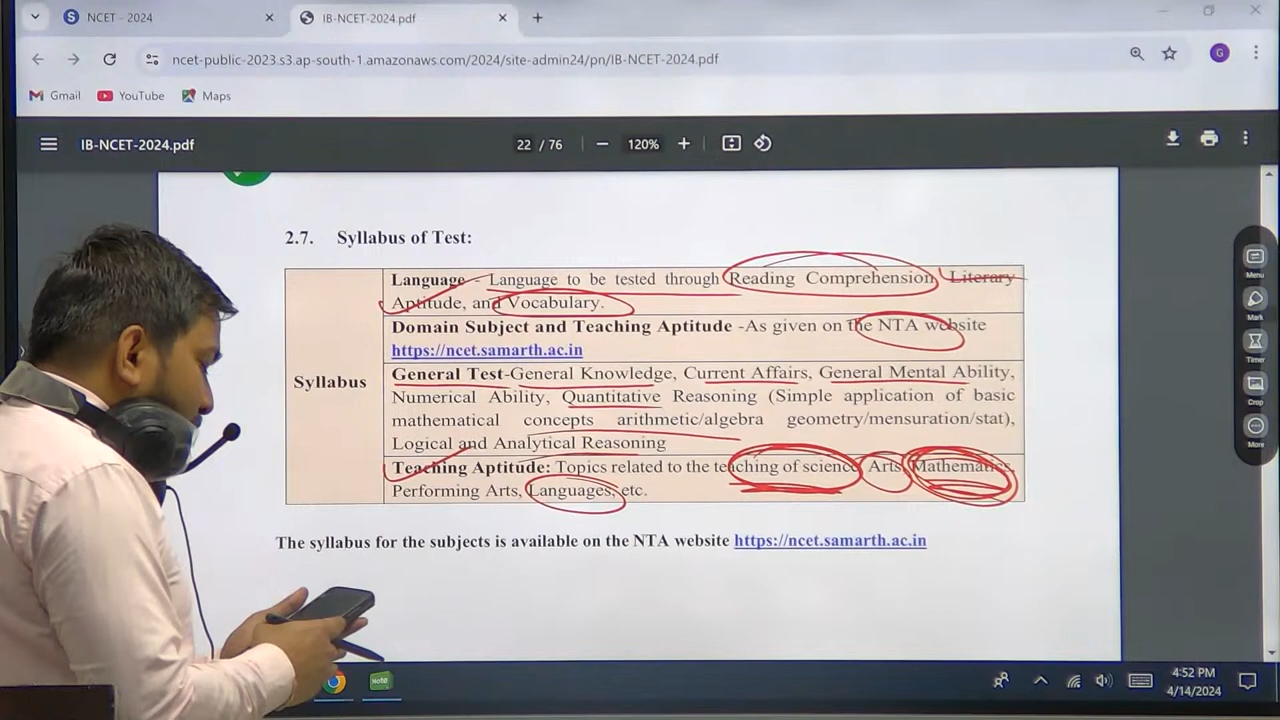 NCET - 2024
IB-NCET-2024.pdf
ncet-public-2023.s3.ap-south-1.amazonaws.com/2024/site-admin24/pn/IB-NCET-2024.pdf
G
Gmail
YouTube
Maps
IB-NCET-2024.pdf
22 / 76
120%
2.7. Syllabus of Test:
Syllabus
Language - Language to be tested through Reading Comprehension, Literary
Aptitude, and Vocabulary.
Domain Subject and Teaching Aptitude -As given on the NTA website
https://ncet.samarth.ac.in
General Test-General Knowledge, Current Affairs, General Mental Ability,
Numerical Ability, Quantitative Reasoning (Simple application of basic
mathematical concepts arithmetic/algebra geometry/mensuration/stat),
Logical and Analytical Reasoning
Teaching Aptitude: Topics related to the teaching of science, Arts, Mathematics,
Performing Arts, Languages, etc.
The syllabus for the subjects is available on the NTA website https://ncet.samarth.ac.in
Menu
Mark
Timer
Crop
More
Note
4:52 PM
4/14/2024